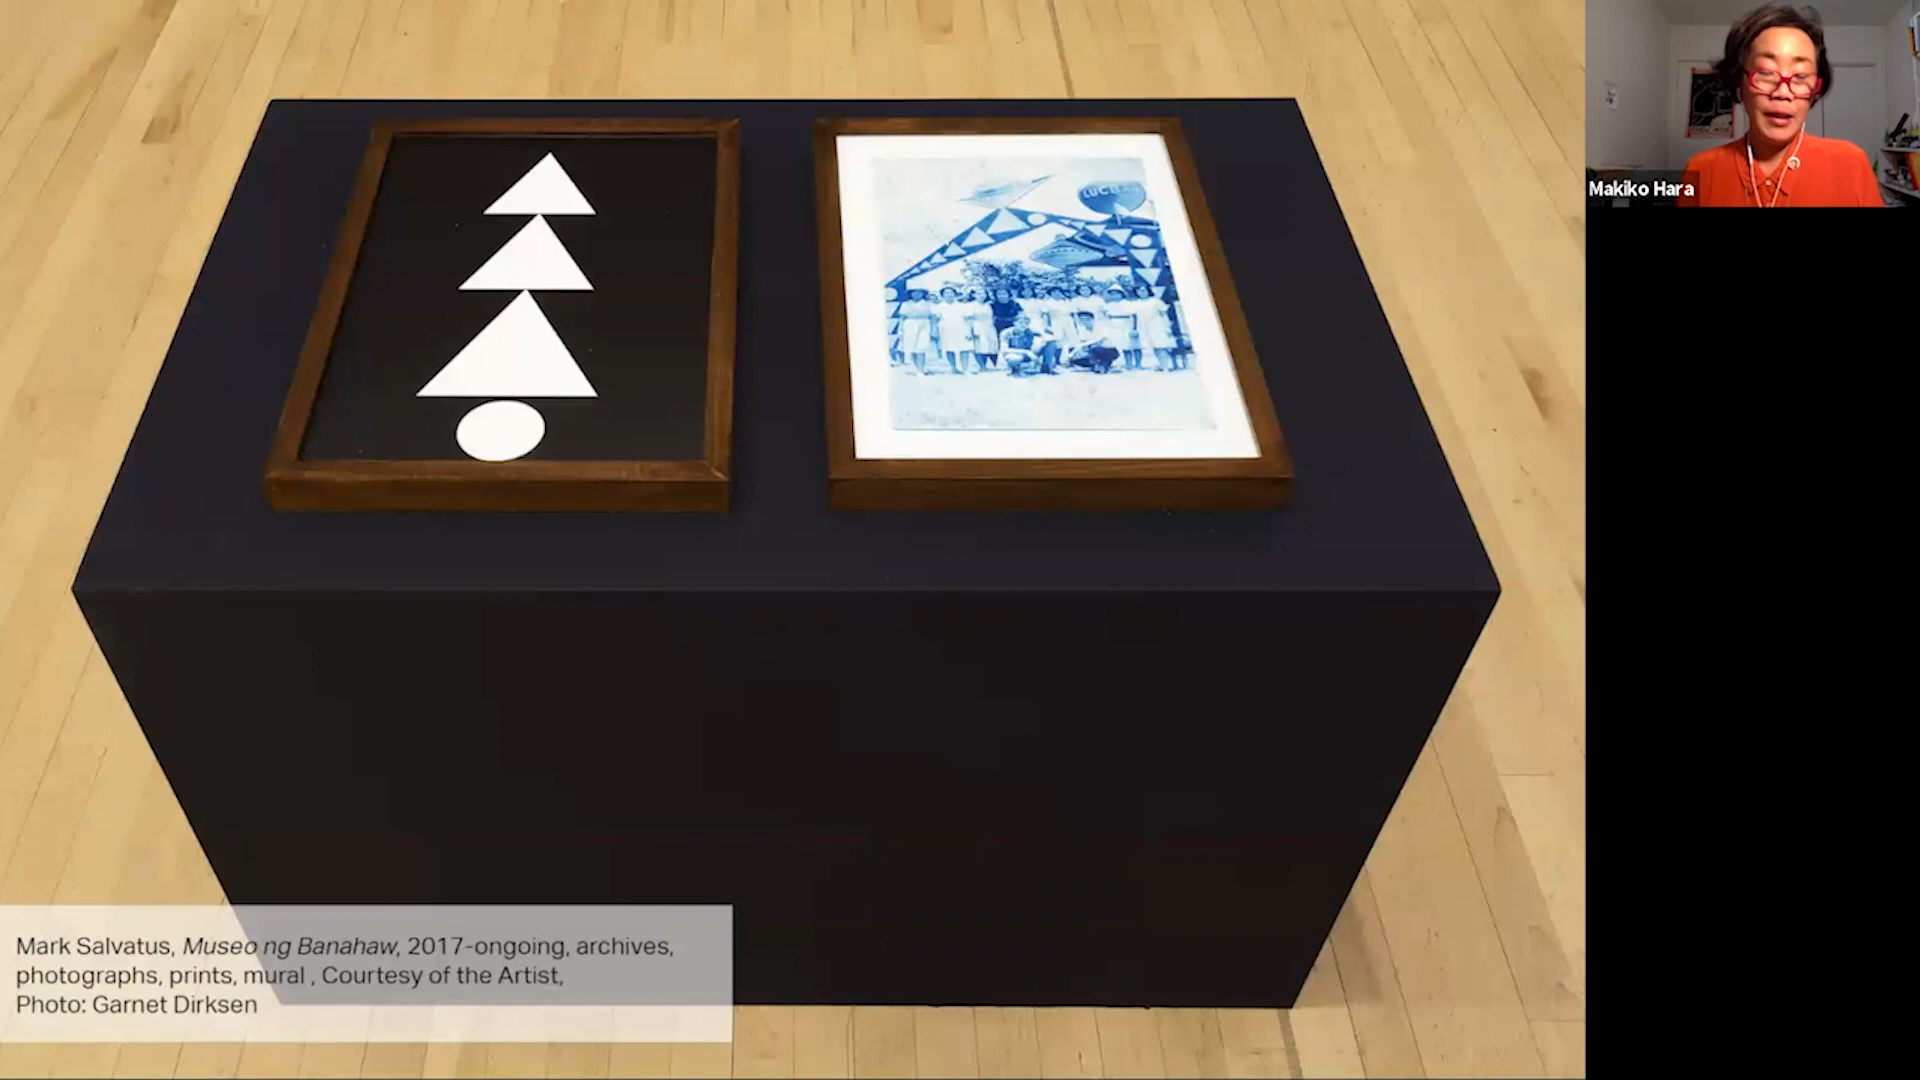 Makiko Hara
LUCBAN
Mark Salvatus, Museo ng Banahaw, 2017-ongoing, archives,
photographs, prints, mural , Courtesy of the Artist,
Photo: Garnet Dirksen